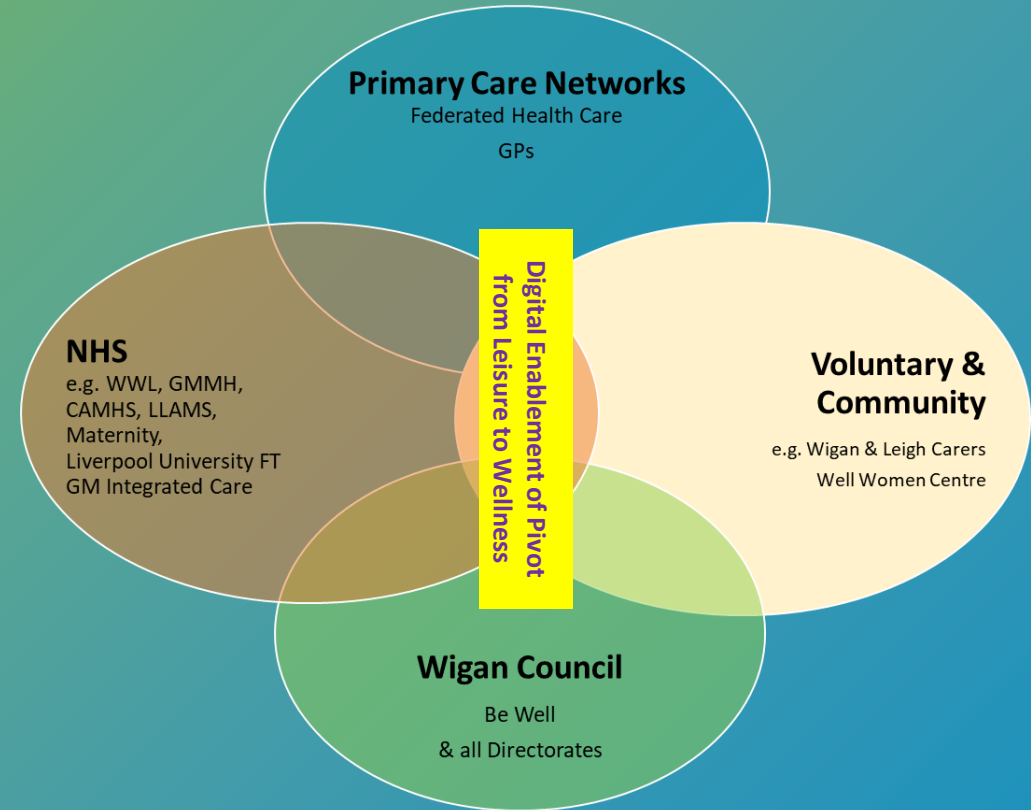 Primary Care Networks
Federated Health Care
GPs
NHS
e.g. WWL, GMMH,
CAMHS, LLAMS,
Maternity,
Liverpool University FT
GM Integrated Care
Digital Enablement of Pivot
from Leisure to Wellness
Voluntary &
Community
e.g. Wigan & Leigh Carers
Well Women Centre
Wigan Council
Be Well
& all Directorates